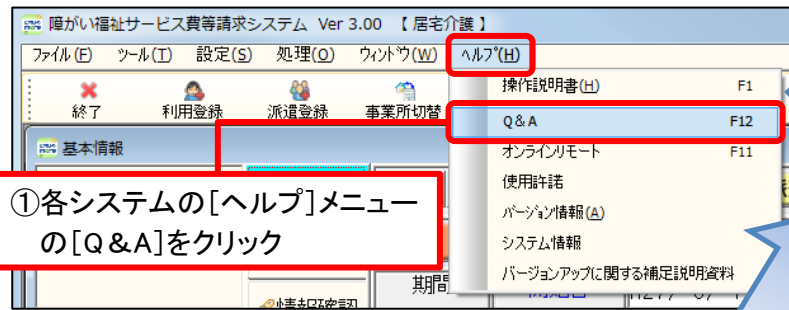 障がい福祉サービス費等請求システム Ver 3.00 【 居宅介護 】
ファイル(F) ツール(T) 設定(S) 処理(O) ウィンドウ(W) ヘルプ(H)
終了 利用登録 派遣登録 事業所切替
操作説明書(H) F1
Q&A F12
オンラインリモート F11
使用許諾
バージョン情報(A)
システム情報
バージョンアップに関する補足説明資料
基本情報
①各システムの[ヘルプ]メニュー
の[Q&A]をクリック
期間